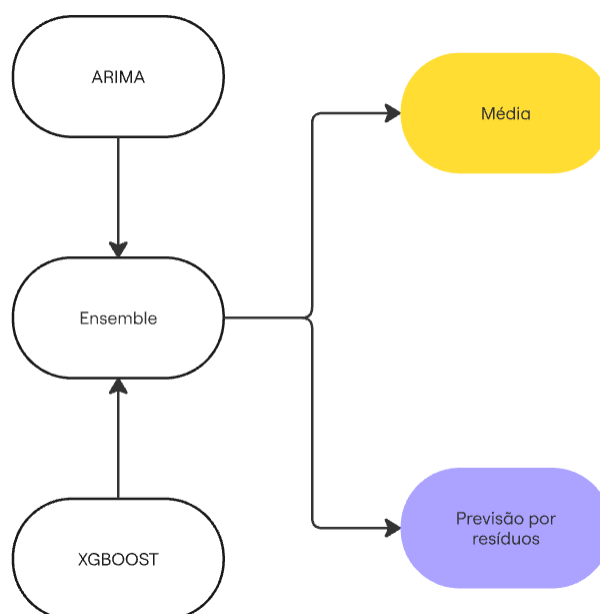 ARIMA
Média
Ensemble
Previsão por
resíduos
XGBOOST